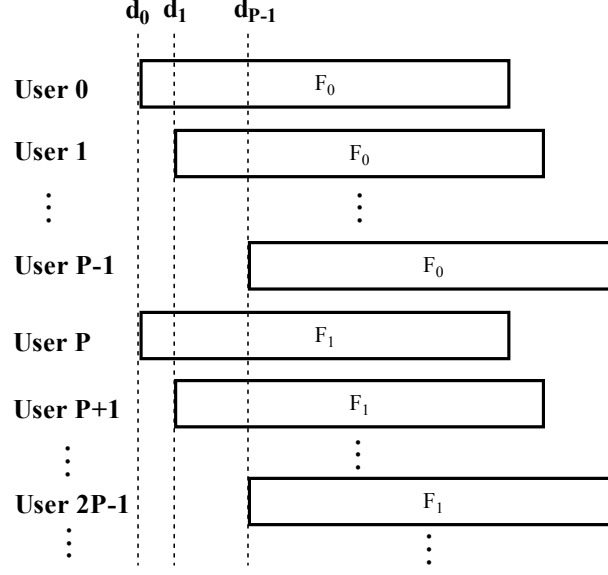 d₀ d₁ dP-1
User 0 F₀
User 1 F₀
⋮ ⋮
User P-1 F₀
User P F₁
User P+1 F₁
⋮ ⋮
User 2P-1 F₁
⋮ ⋮